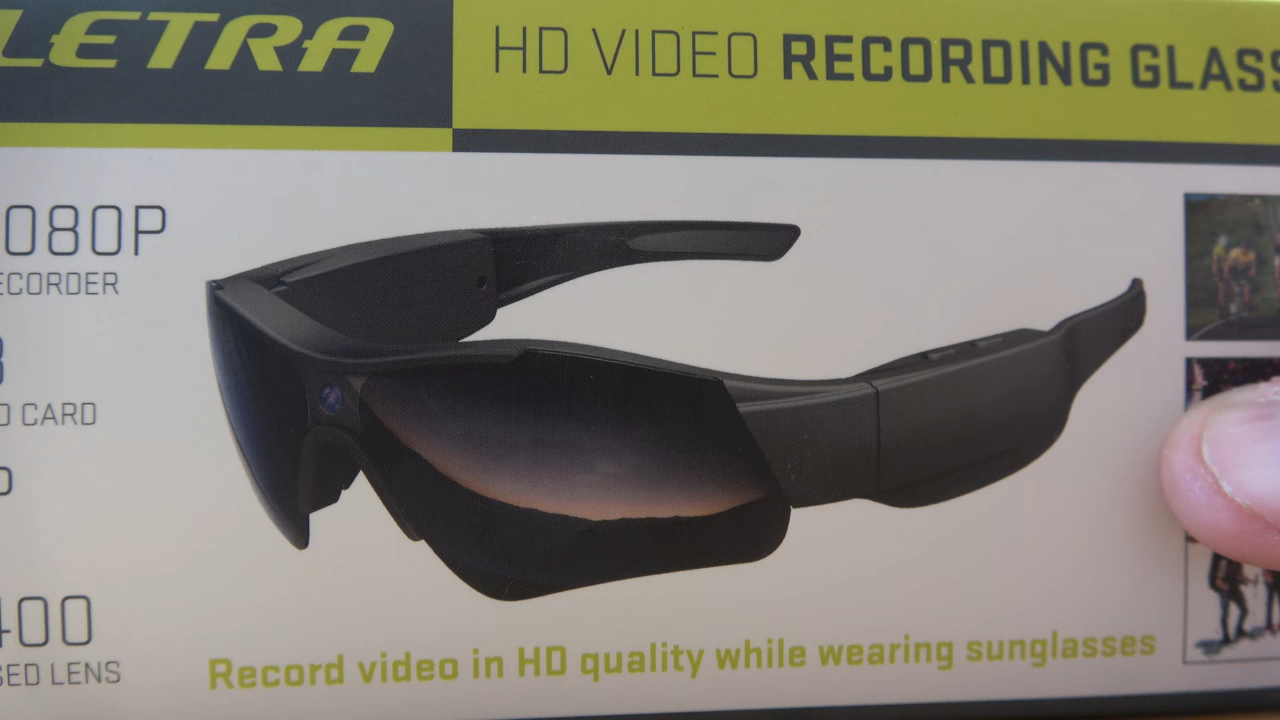 LETRA
HD VIDEO RECORDING GLASS
080P
ECORDER
D CARD
400
SED LENS
Record video in HD quality while wearing sunglasses